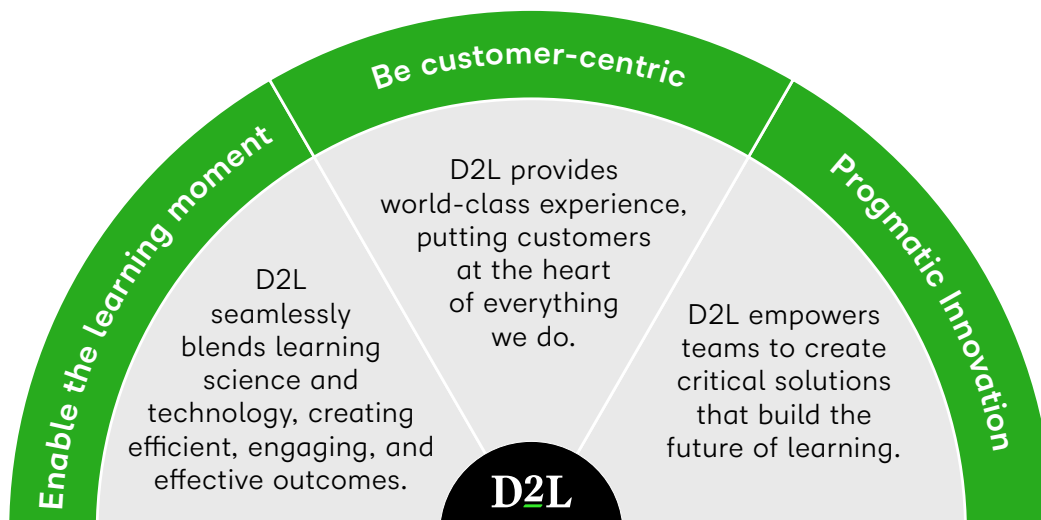 Enable the learning moment
D2L
seamlessly
blends learning
science and
technology, creating
efficient, engaging, and
effective outcomes.
Be customer-centric
D2L provides
world-class experience,
putting customers
at the heart
of everything
we do.
Progmatic Innovation
D2L empowers
teams to create
critical solutions
that build the
future of learning.
D2L